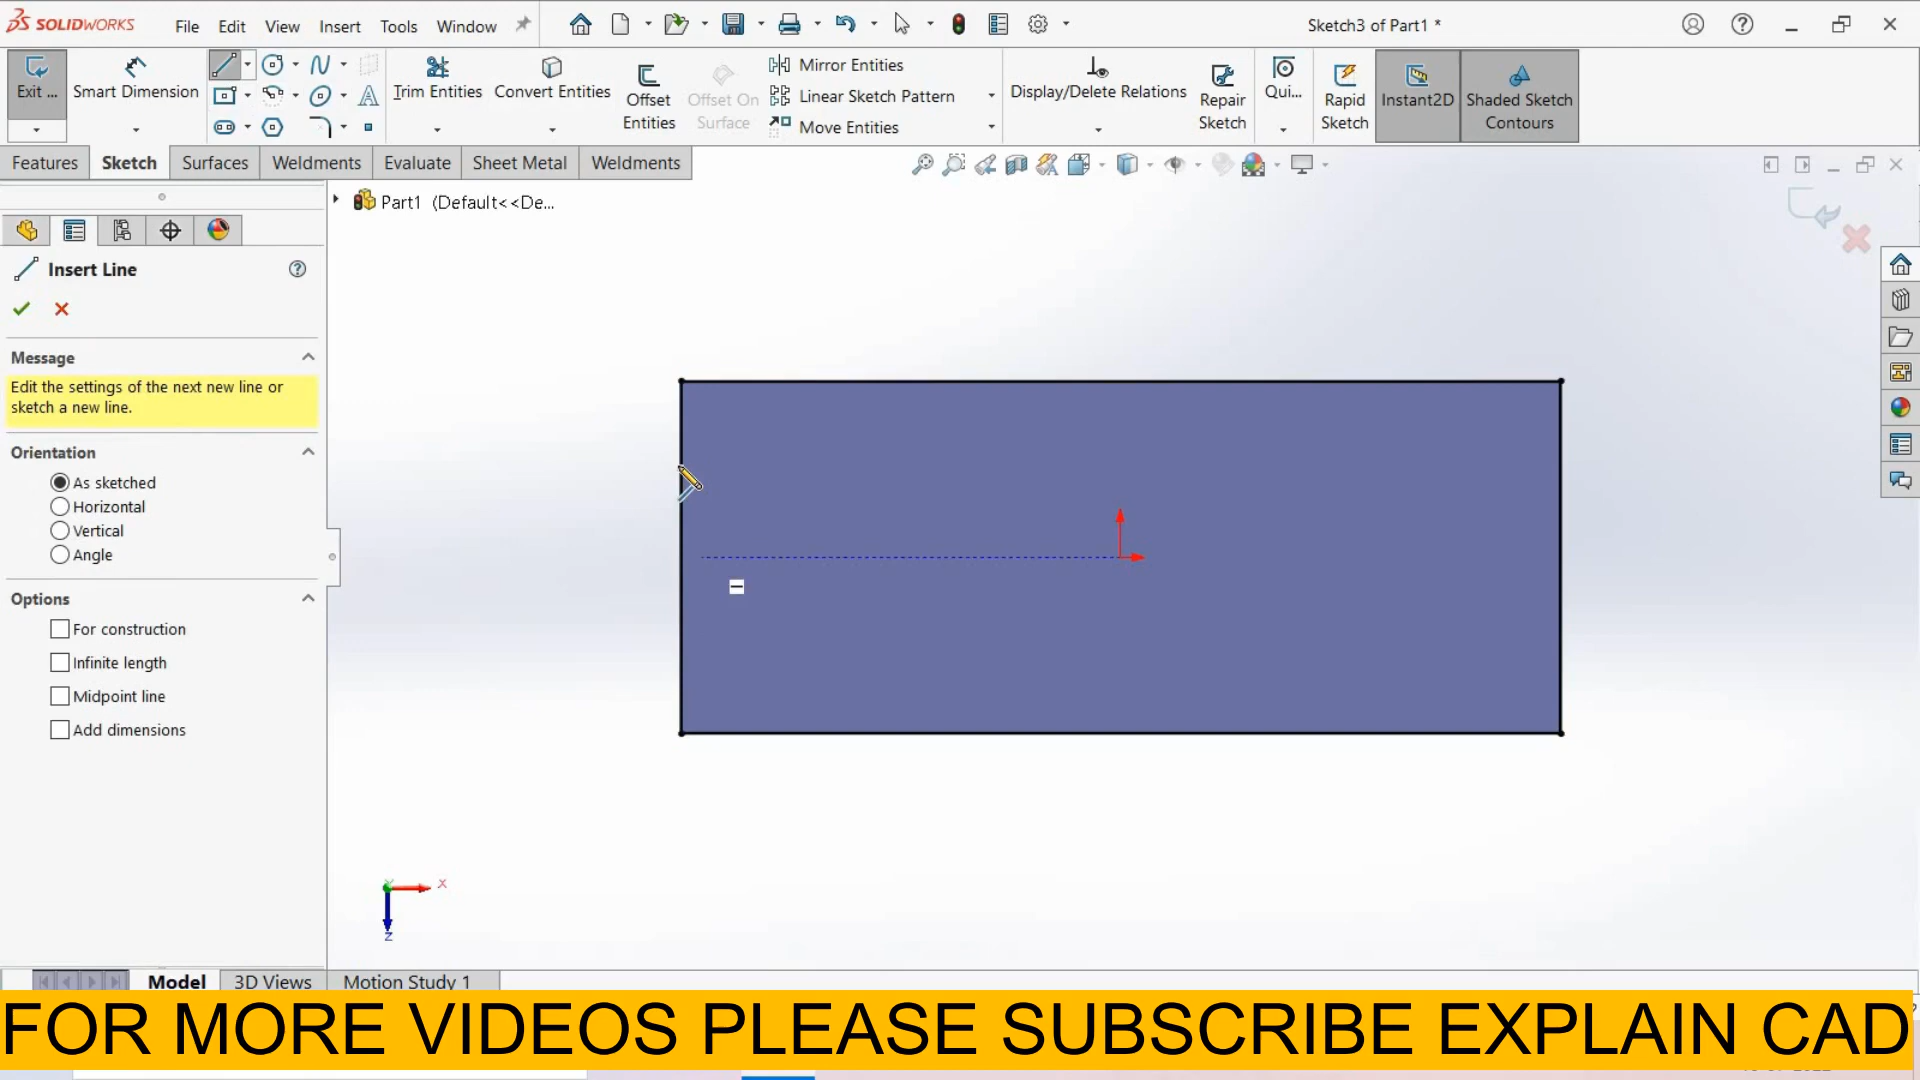 SOLIDWORKS File Edit View Insert Tools Window Sketch3 of Part1 *
Exit ... Smart Dimension Trim Entities Convert Entities Offset Entities Offset On Surface Mirror Entities Linear Sketch Pattern Move Entities Display/Delete Relations Repair Sketch Qui... Rapid Sketch Instant2D Shaded Sketch Contours
Features Sketch Surfaces Weldments Evaluate Sheet Metal Weldments
Part1 (Default<<De...
Insert Line
Message
Edit the settings of the next new line or
sketch a new line.
Orientation
As sketched
Horizontal
Vertical
Angle
Options
For construction
Infinite length
Midpoint line
Add dimensions
X
Z
Model 3D Views Motion Study 1
FOR MORE VIDEOS PLEASE SUBSCRIBE EXPLAIN CAD